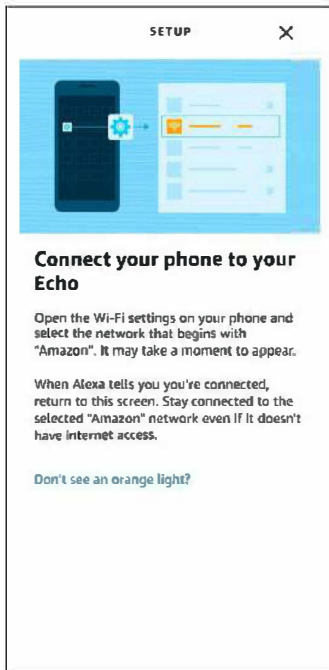 SETUP
Connect your phone to your
Echo
Open the Wi-Fi settings on your phone and
select the network that begins with
"Amazon". It may take a moment to appear.
When Alexa tells you you're connected,
return to this screen. Stay connected to the
selected "Amazon" network even if It doesn't
have internet access.
Don't see an orange light?